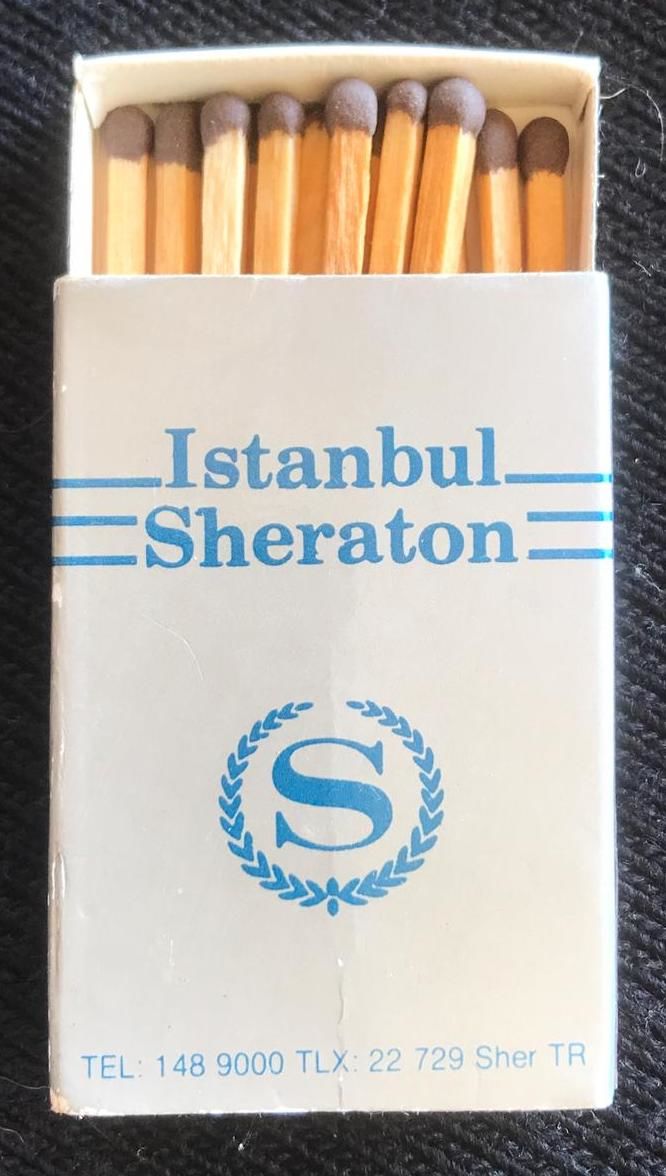 Istanbul
Sheraton
S
TEL: 148 9000 TLX: 22 729 Sher TR